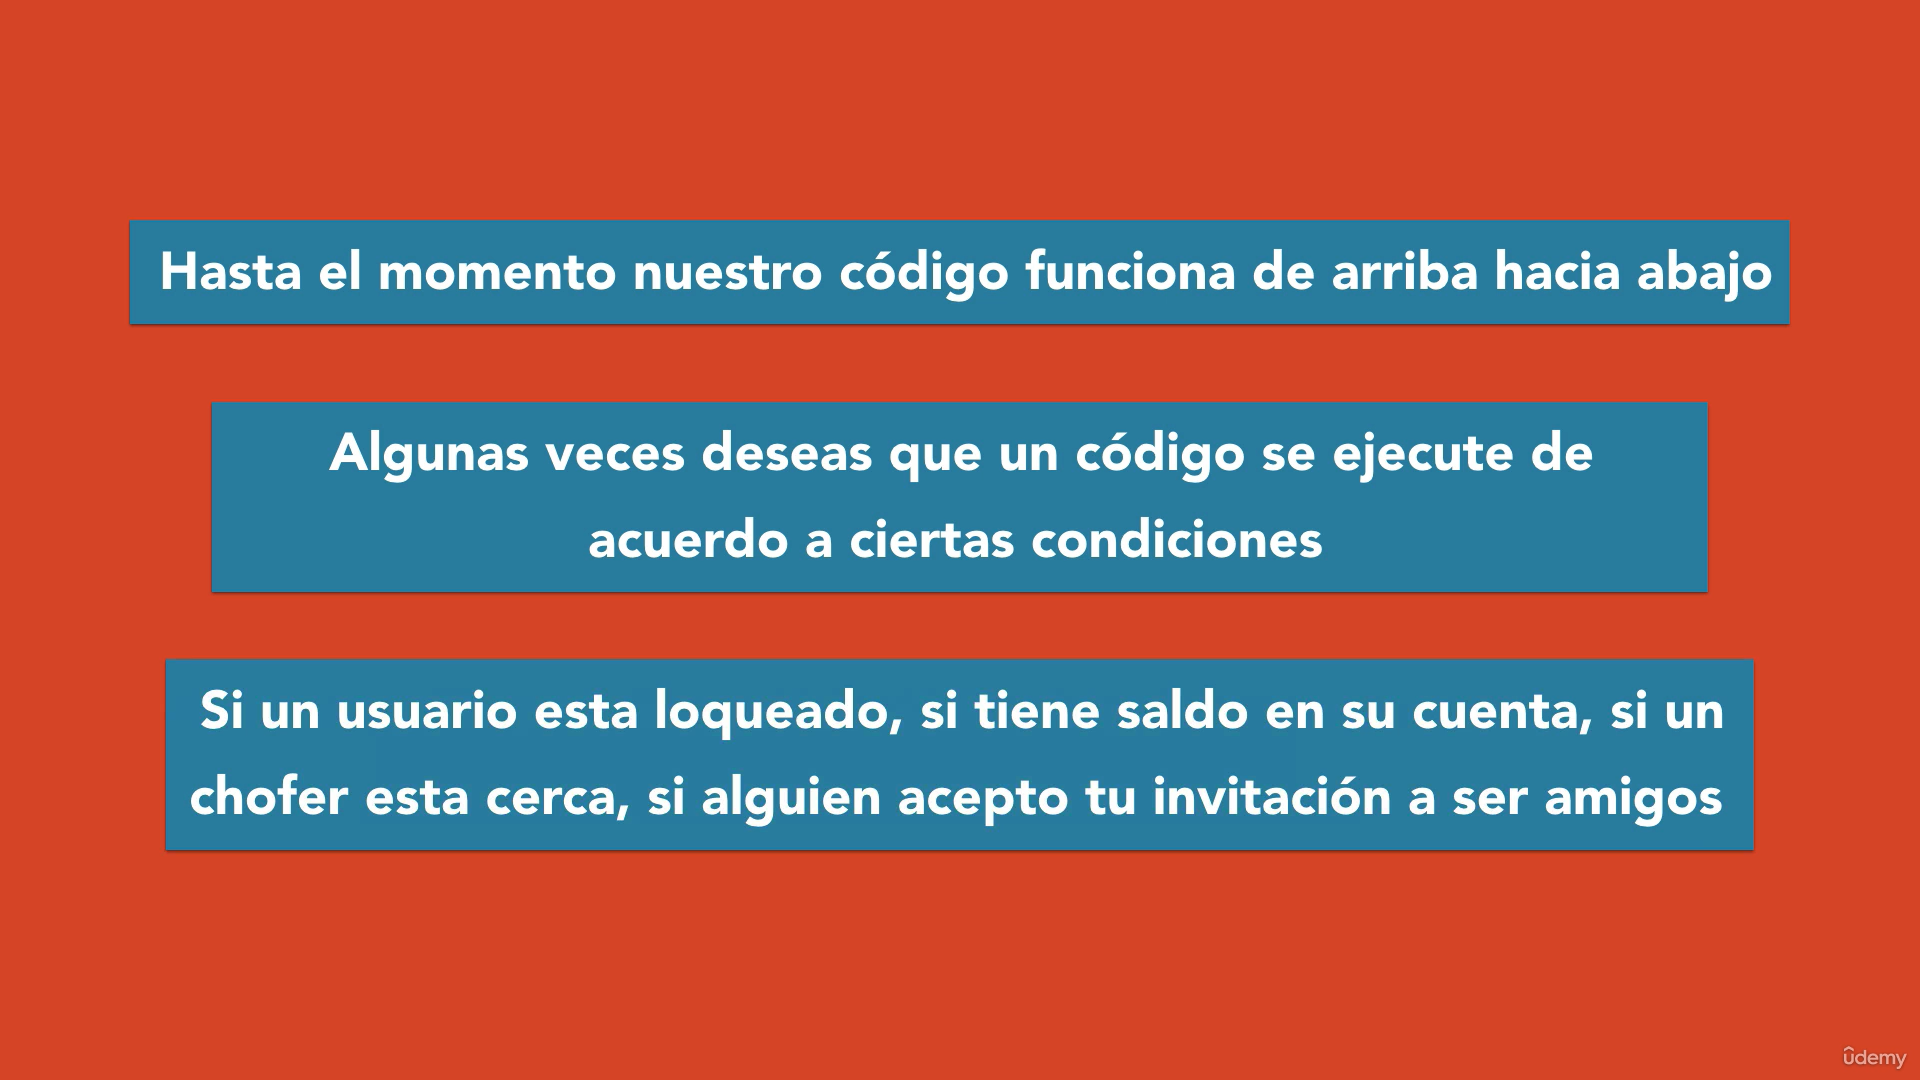 Hasta el momento nuestro código funciona de arriba hacia abajo
Algunas veces deseas que un código se ejecute de
acuerdo a ciertas condiciones
Si un usuario esta loqueado, si tiene saldo en su cuenta, si un
chofer esta cerca, si alguien acepto tu invitación a ser amigos
ûdemy